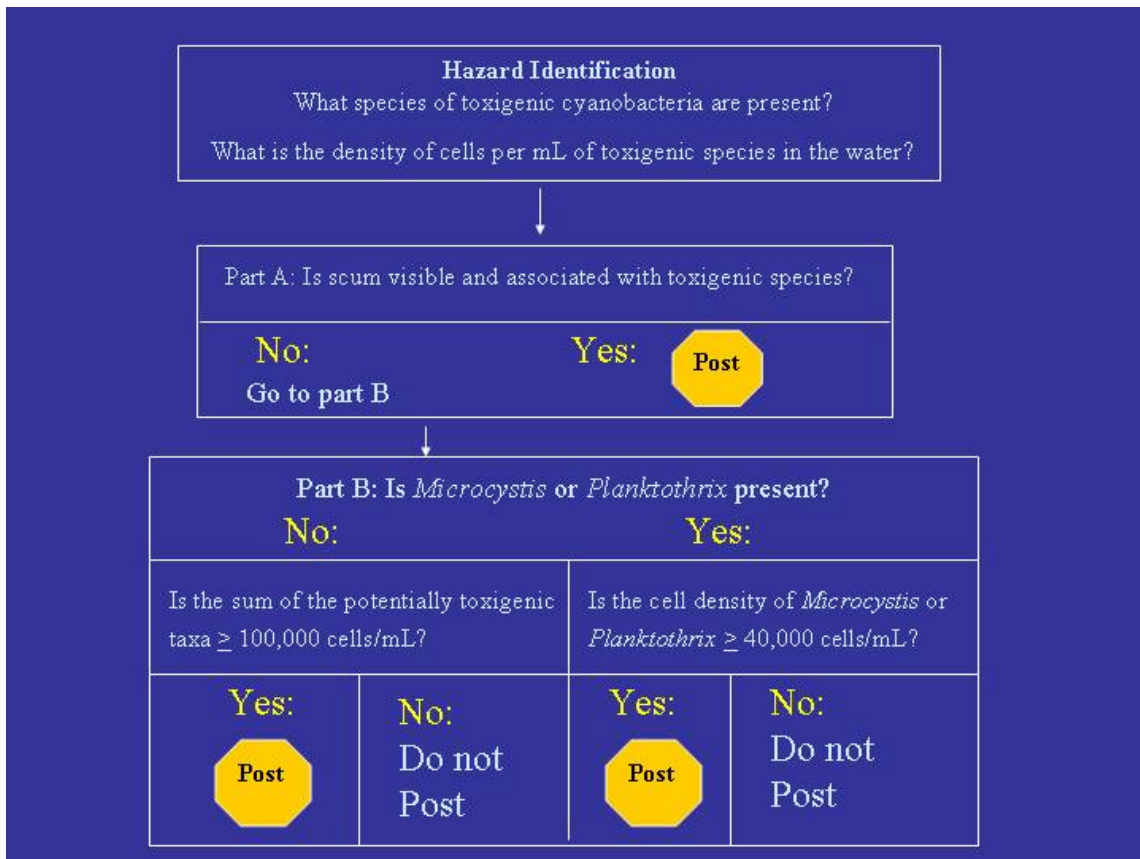 Hazard Identification
What species of toxigenic cyanobacteria are present?
What is the density of cells per mL of toxigenic species in the water?
Part A: Is scum visible and associated with toxigenic species?
No:
Go to part B
Yes:
Post
Part B: Is Microcystis or Planktothrix present?
No:
Yes:
Is the sum of the potentially toxigenic
taxa ≥ 100,000 cells/mL?
Is the cell density of Microcystis or
Planktothrix ≥ 40,000 cells/mL?
Yes:
Post
No:
Do not
Post
Yes:
Post
No:
Do not
Post